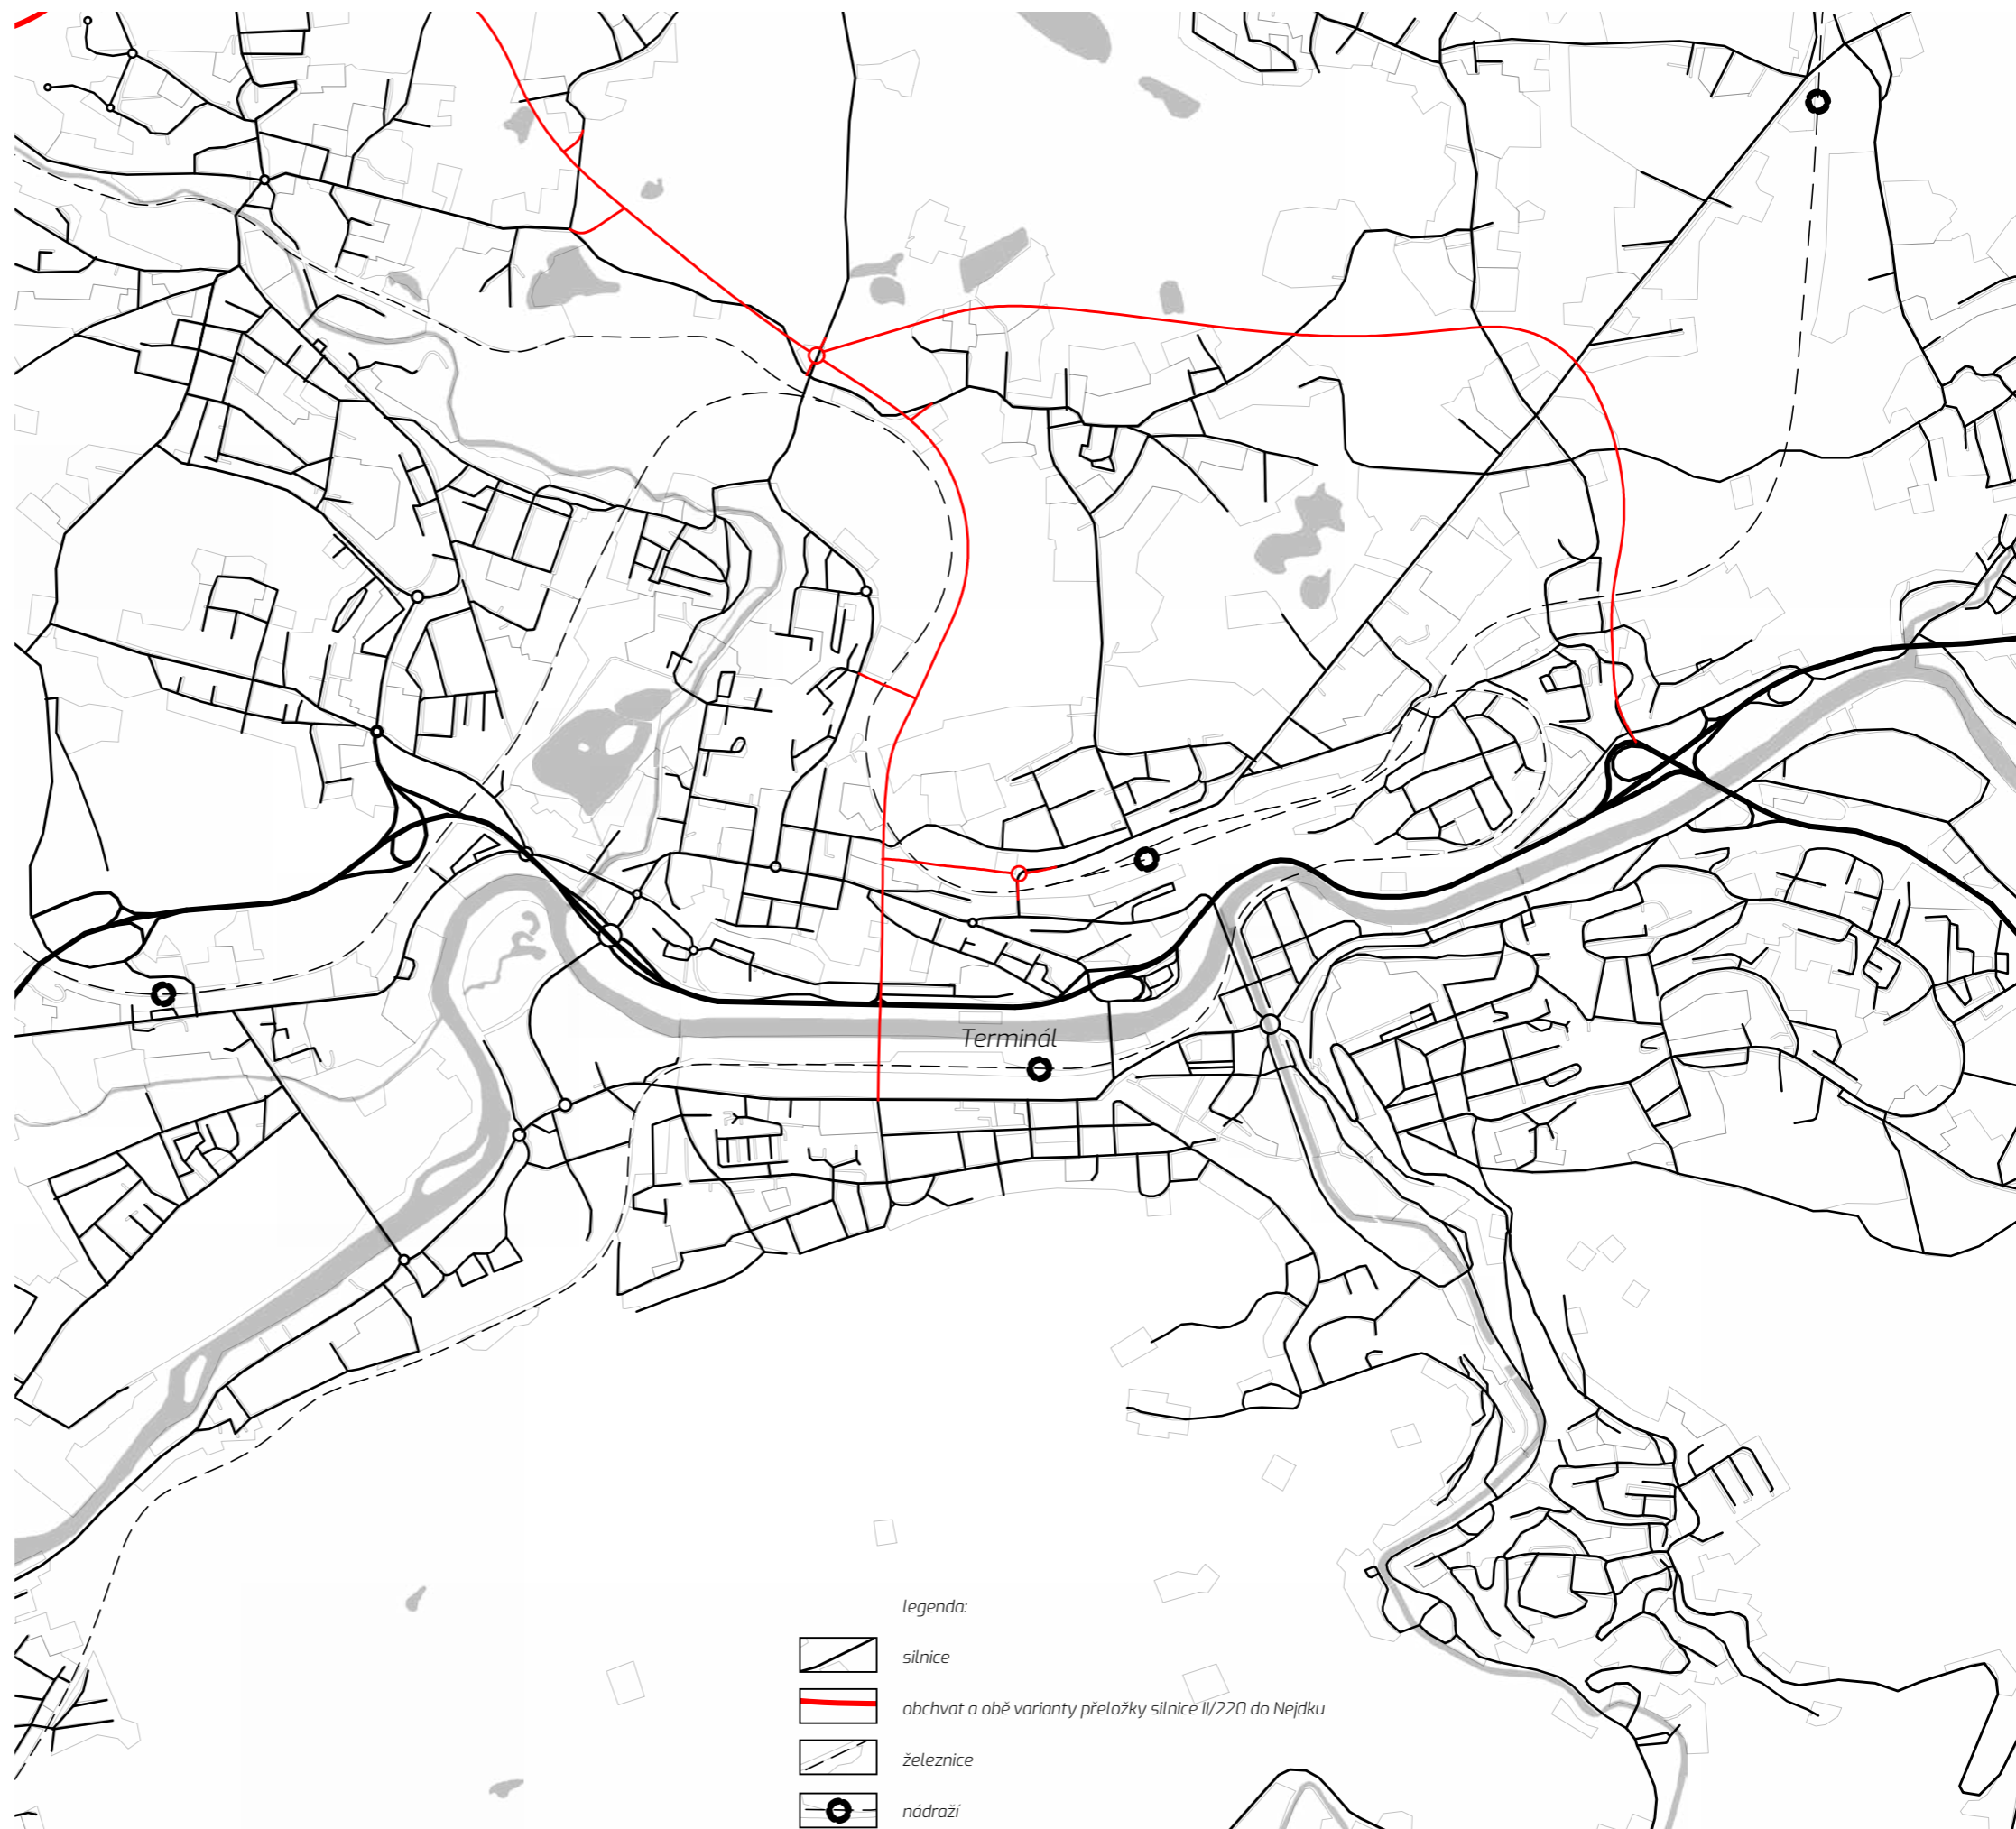 Terminál
legenda:
silnice
obchvat a obě varianty přeložky silnice II/220 do Nejdku
železnice
nádraží